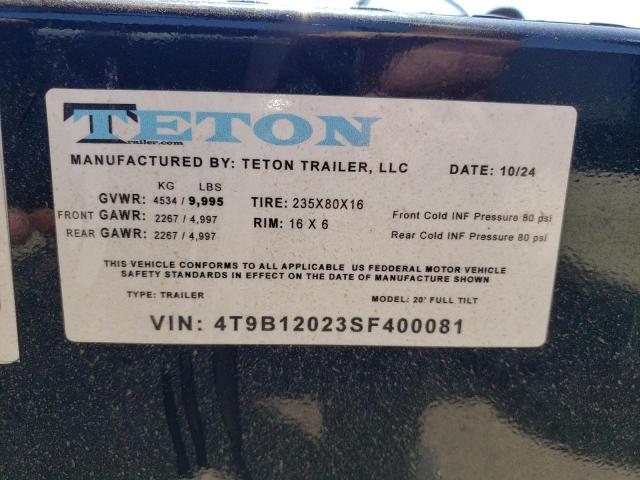 TETON
Trailer.com
MANUFACTURED BY: TETON TRAILER, LLC DATE: 10/24
KG LBS
GVWR: 4534 / 9,995 TIRE: 235X80X16
FRONT GAWR: 2267 / 4,997 RIM: 16 X 6 Front Cold INF Pressure 80 psi
REAR GAWR: 2267 / 4,997 Rear Cold INF Pressure 80 psi
THIS VEHICLE CONFORMS TO ALL APPLICABLE US FEDDERAL MOTOR VEHICLE
SAFETY STANDARDS IN EFFECT ON THE DATE OF MANUFACTURE SHOWN
TYPE: TRAILER MODEL: 20' FULL TILT
VIN: 4T9B12023SF400081